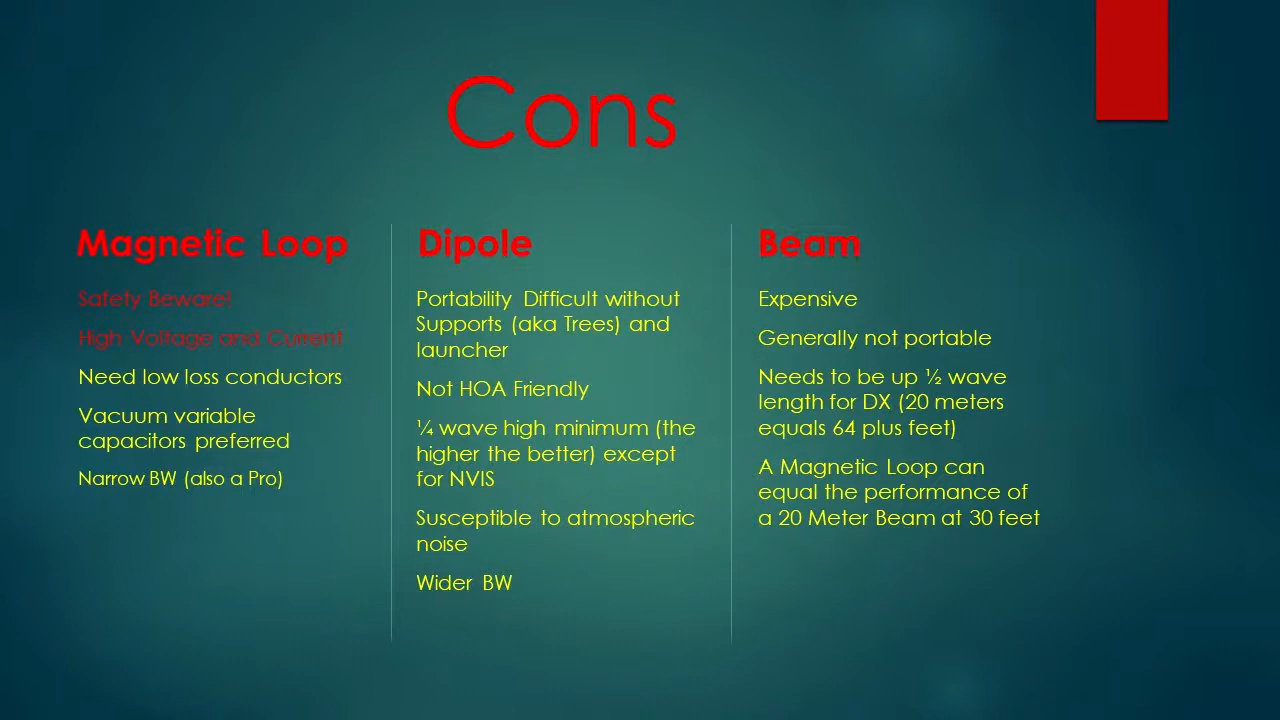 Cons
Magnetic Loop
Safety Beware!
High Voltage and Current
Need low loss conductors
Vacuum variable
capacitors preferred
Narrow BW (also a Pro)
Dipole
Portability Difficult without
Supports (aka Trees) and
launcher
Not HOA Friendly
¼ wave high minimum (the
higher the better) except
for NVIS
Susceptible to atmospheric
noise
Wider BW
Beam
Expensive
Generally not portable
Needs to be up ½ wave
length for DX (20 meters
equals 64 plus feet)
A Magnetic Loop can
equal the performance of
a 20 Meter Beam at 30 feet